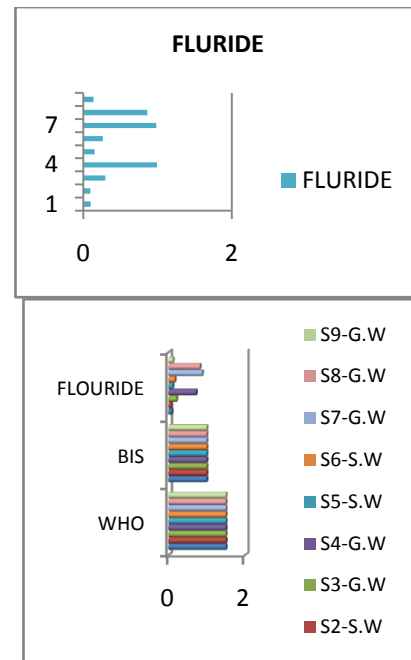 FLURIDE
7
4
1
FLURIDE
0 2
S9-G.W
S8-G.W
FLOURIDE
S7-G.W
S6-S.W
BIS
S5-S.W
S4-G.W
WHO
S3-G.W
0 2
S2-S.W